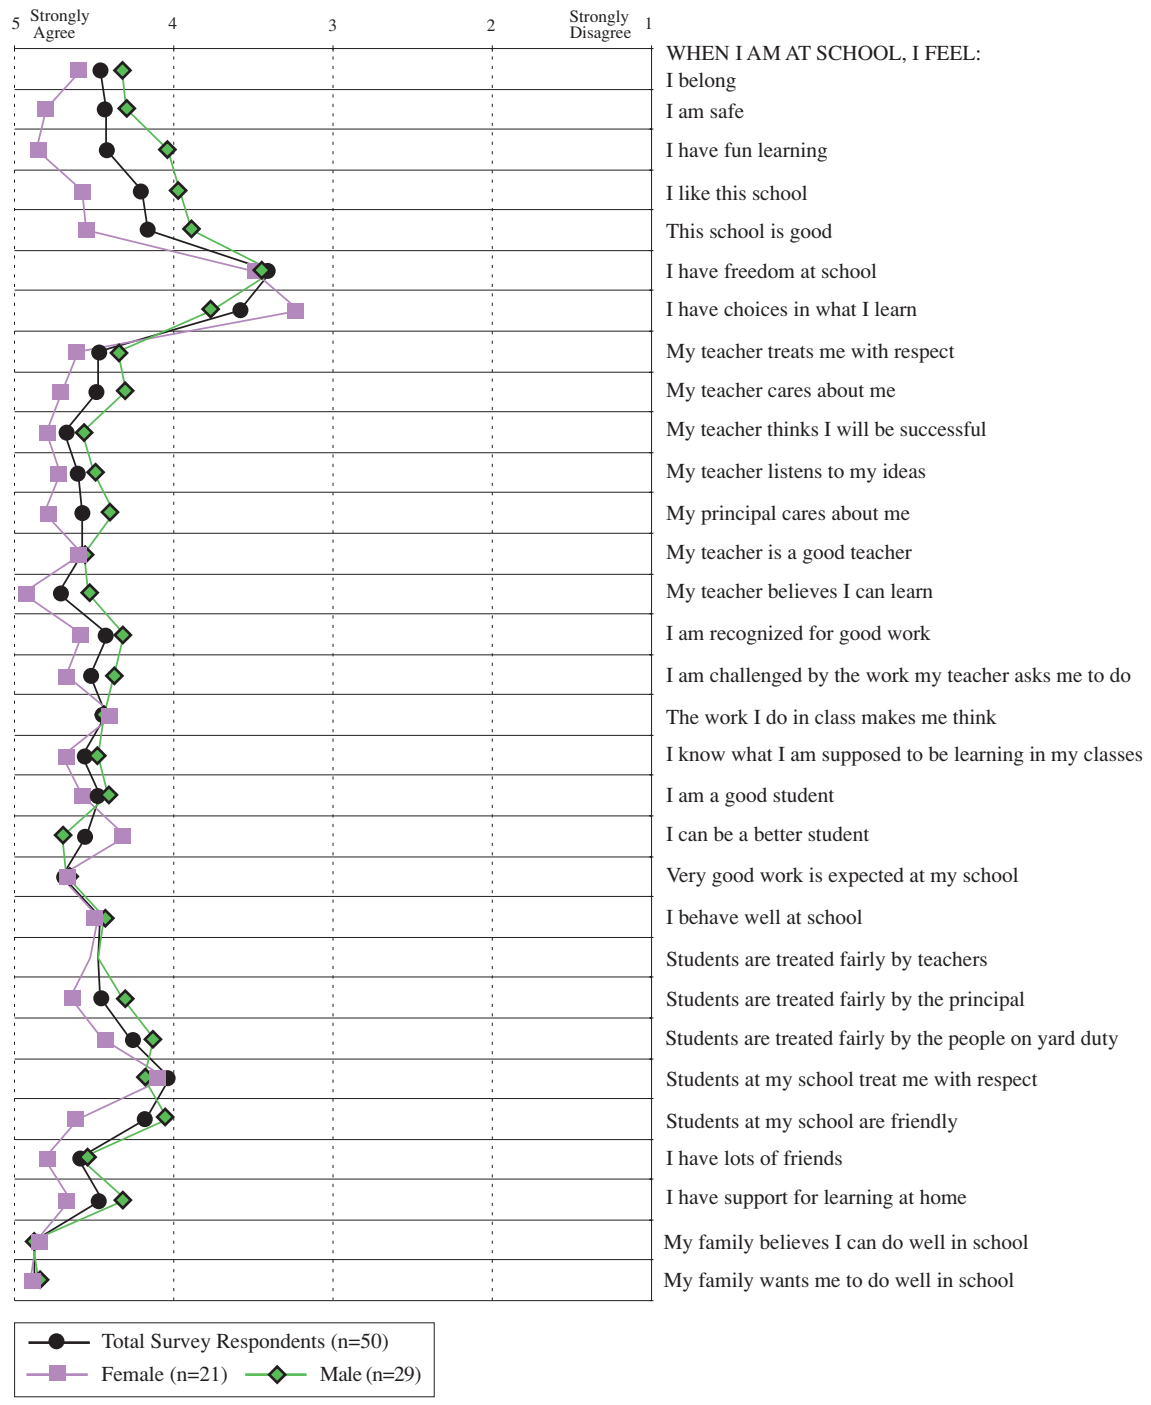 5 Strongly Agree 4 3 2 Strongly Disagree 1
WHEN I AM AT SCHOOL, I FEEL:
I belong
I am safe
I have fun learning
I like this school
This school is good
I have freedom at school
I have choices in what I learn
My teacher treats me with respect
My teacher cares about me
My teacher thinks I will be successful
My teacher listens to my ideas
My principal cares about me
My teacher is a good teacher
My teacher believes I can learn
I am recognized for good work
I am challenged by the work my teacher asks me to do
The work I do in class makes me think
I know what I am supposed to be learning in my classes
I am a good student
I can be a better student
Very good work is expected at my school
I behave well at school
Students are treated fairly by teachers
Students are treated fairly by the principal
Students are treated fairly by the people on yard duty
Students at my school treat me with respect
Students at my school are friendly
I have lots of friends
I have support for learning at home
My family believes I can do well in school
My family wants me to do well in school
Total Survey Respondents (n=50)
Female (n=21) Male (n=29)